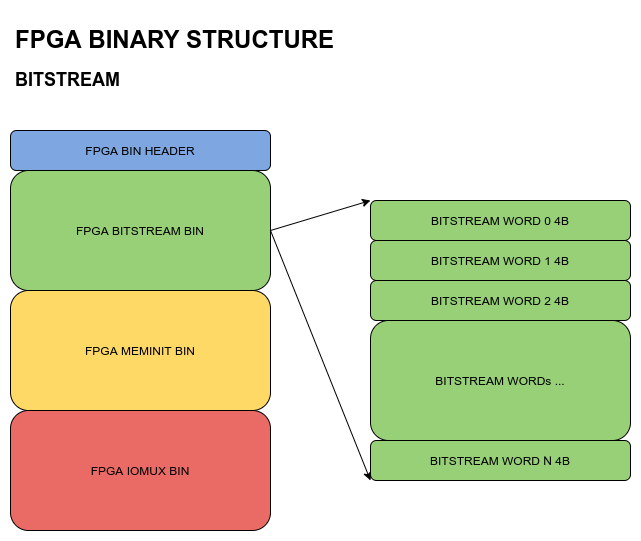 FPGA BINARY STRUCTURE
BITSTREAM
FPGA BIN HEADER
FPGA BITSTREAM BIN
FPGA MEMINIT BIN
FPGA IOMUX BIN
BITSTREAM WORD 0 4B
BITSTREAM WORD 1 4B
BITSTREAM WORD 2 4B
BITSTREAM WORDs ...
BITSTREAM WORD N 4B